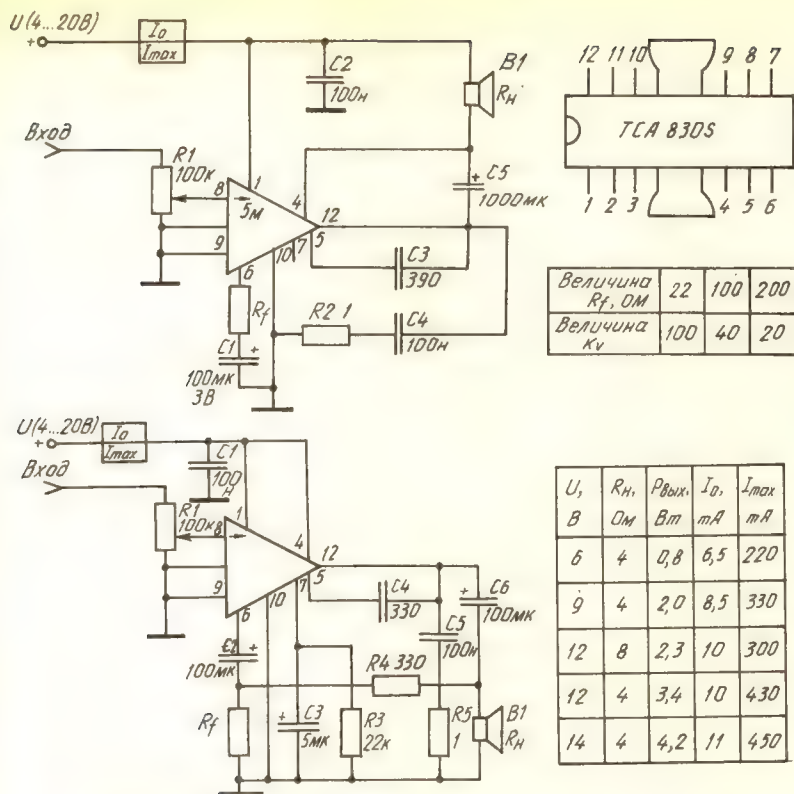 U(4...20В)
+
I₀
Imax
C2
100н
B1
Rн
Вход
R1
100к
8
1
5м
4
12
5
7
10
9
6
C5
+
1000мк
C3
390
Rf
R2 1
C4
100н
C1
+
100мк
3В
12 11 10 9 8 7
TCA 83DS
1 2 3 4 5 6
Величина Rf, Ом 22 100 200
Величина Kv 100 40 20
U(4...20В)
+
I₀
Imax
C1
100
н
Вход
R1
100к
8
1
4
12
5
7
10
9
6
C4
330
C6
+
100мк
C5
100н
C2
+
100мк
R4 330
Rf
+
C3
5мк
R3
22к
R5
1
B1
Rн
U, В Rн, Ом Pвых, Вт I₀, mA Imax mA
6 4 0,8 6,5 220
9 4 2,0 8,5 330
12 8 2,3 10 300
12 4 3,4 10 430
14 4 4,2 11 450